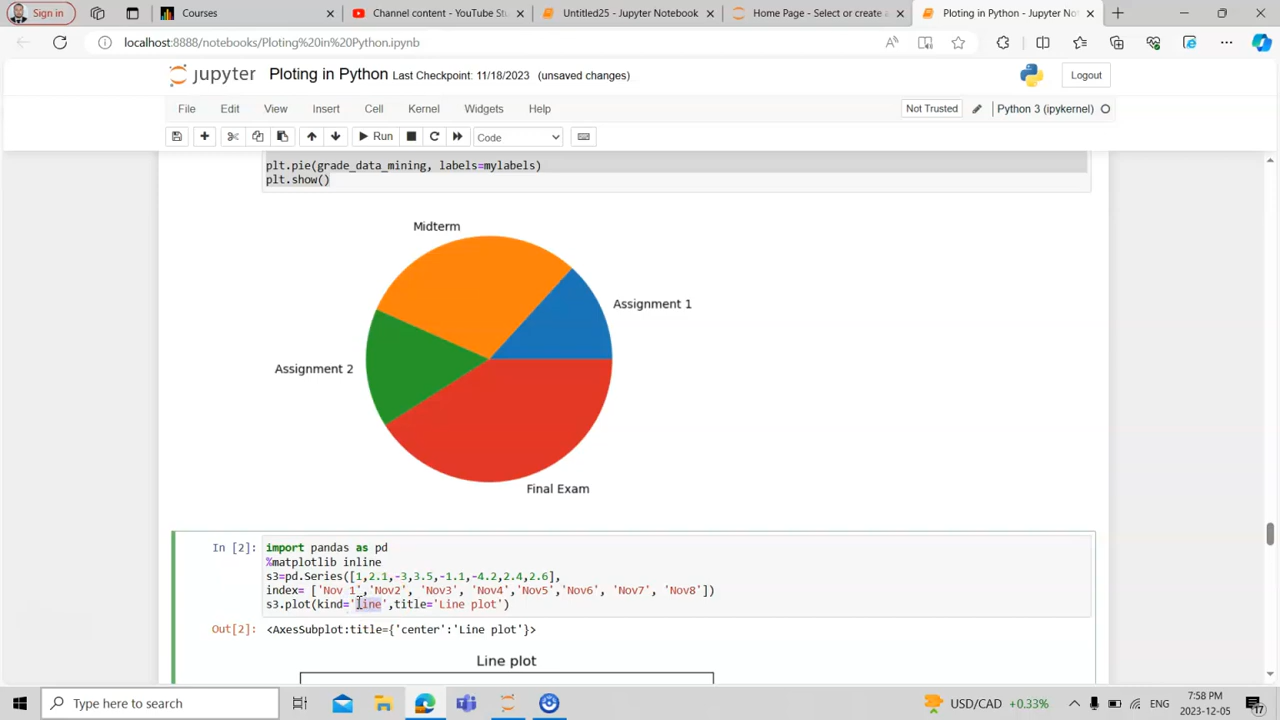 Sign in
Courses
Channel content - YouTube Stu
Untitled25 - Jupyter Notebook
Home Page - Select or create a
Ploting in Python - Jupyter Not
localhost:8888/notebooks/Ploting%20in%20Python.ipynb
jupyter Ploting in Python Last Checkpoint: 11/18/2023 (unsaved changes)
Logout
File Edit View Insert Cell Kernel Widgets Help
Not Trusted
Python 3 (ipykernel)
Run
Code
plt.pie(grade_data_mining, labels=mylabels)
plt.show()
Midterm
Assignment 1
Assignment 2
Final Exam
In [2]: import pandas as pd
%matplotlib inline
s3=pd.Series([1,2.1,-3,3.5,-1.1,-4.2,2.4,2.6],
index= ['Nov 1','Nov2', 'Nov3', 'Nov4','Nov5','Nov6', 'Nov7', 'Nov8'])
s3.plot(kind='line',title='Line plot')
Out[2]: <AxesSubplot:title={'center':'Line plot'}>
Line plot
Type here to search
USD/CAD +0.33%
7:58 PM
2023-12-05
17